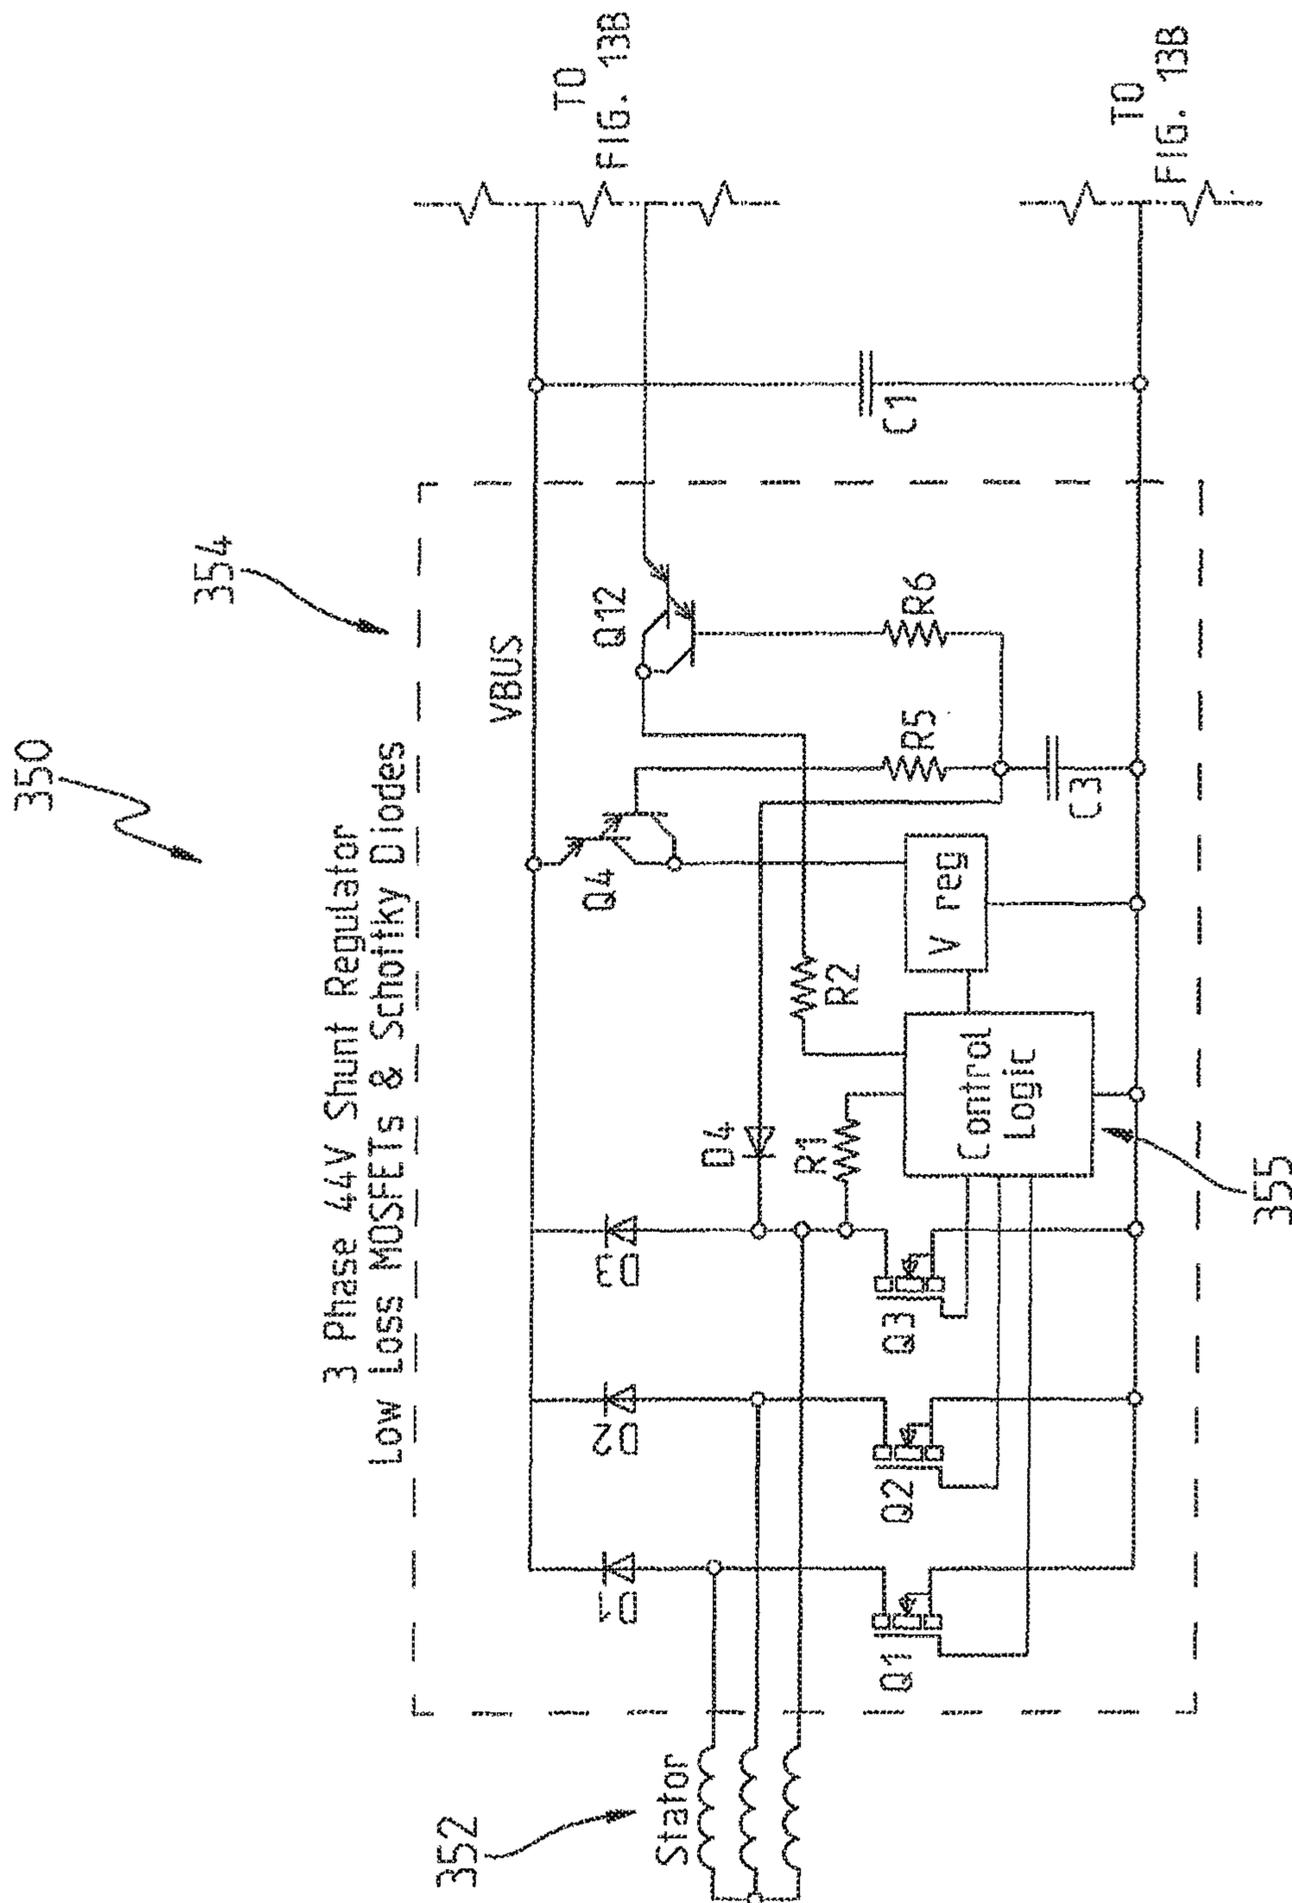 350
354
3 Phase 44V Shunt Regulator
Low Loss MOSFETs & Schottky Diodes
VBUS
TO
FIG. 13B
TO
FIG. 13B
352
Stator
D1
D2
D3
D4
Q4
Q12
R1
R2
R5
R6
C3
C1
Q1
Q2
Q3
Control
Logic
V reg
355